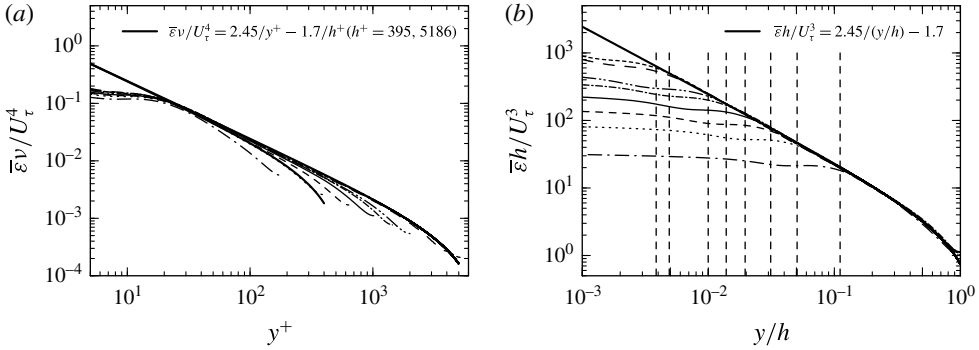 (a)
ε̅ν/U_τ^4 = 2.45/y^+ − 1.7/h^+ (h^+ = 395, 5186)
10^0
10^−1
10^−2
10^−3
10^−4
ε̅ν/U_τ^4
10^1
10^2
10^3
y^+
(b)
ε̅h/U_τ^3 = 2.45/(y/h) − 1.7
10^3
10^2
10^1
10^0
ε̅h/U_τ^3
10^−3
10^−2
10^−1
10^0
y/h